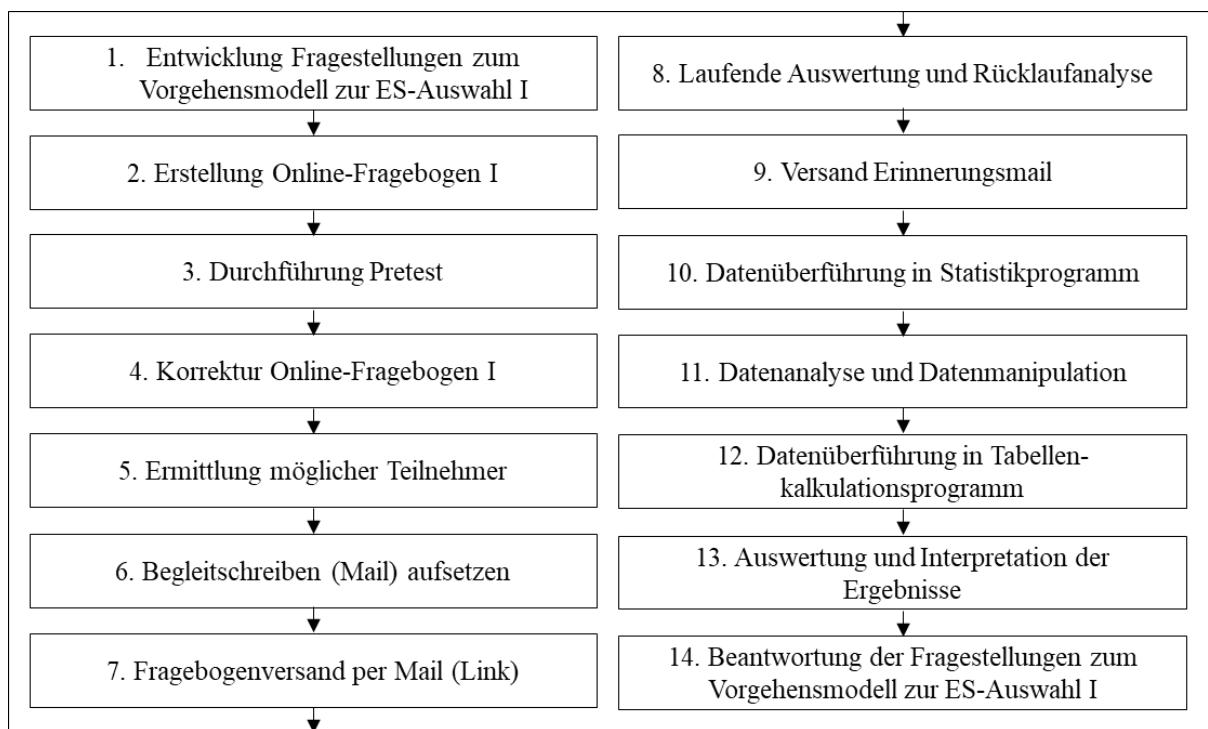 1. Entwicklung Fragestellungen zum
Vorgehensmodell zur ES-Auswahl I
2. Erstellung Online-Fragebogen I
3. Durchführung Pretest
4. Korrektur Online-Fragebogen I
5. Ermittlung möglicher Teilnehmer
6. Begleitschreiben (Mail) aufsetzen
7. Fragebogenversand per Mail (Link)
8. Laufende Auswertung und Rücklaufanalyse
9. Versand Erinnerungsmail
10. Datenüberführung in Statistikprogramm
11. Datenanalyse und Datenmanipulation
12. Datenüberführung in Tabellen-
kalkulationsprogramm
13. Auswertung und Interpretation der
Ergebnisse
14. Beantwortung der Fragestellungen zum
Vorgehensmodell zur ES-Auswahl I